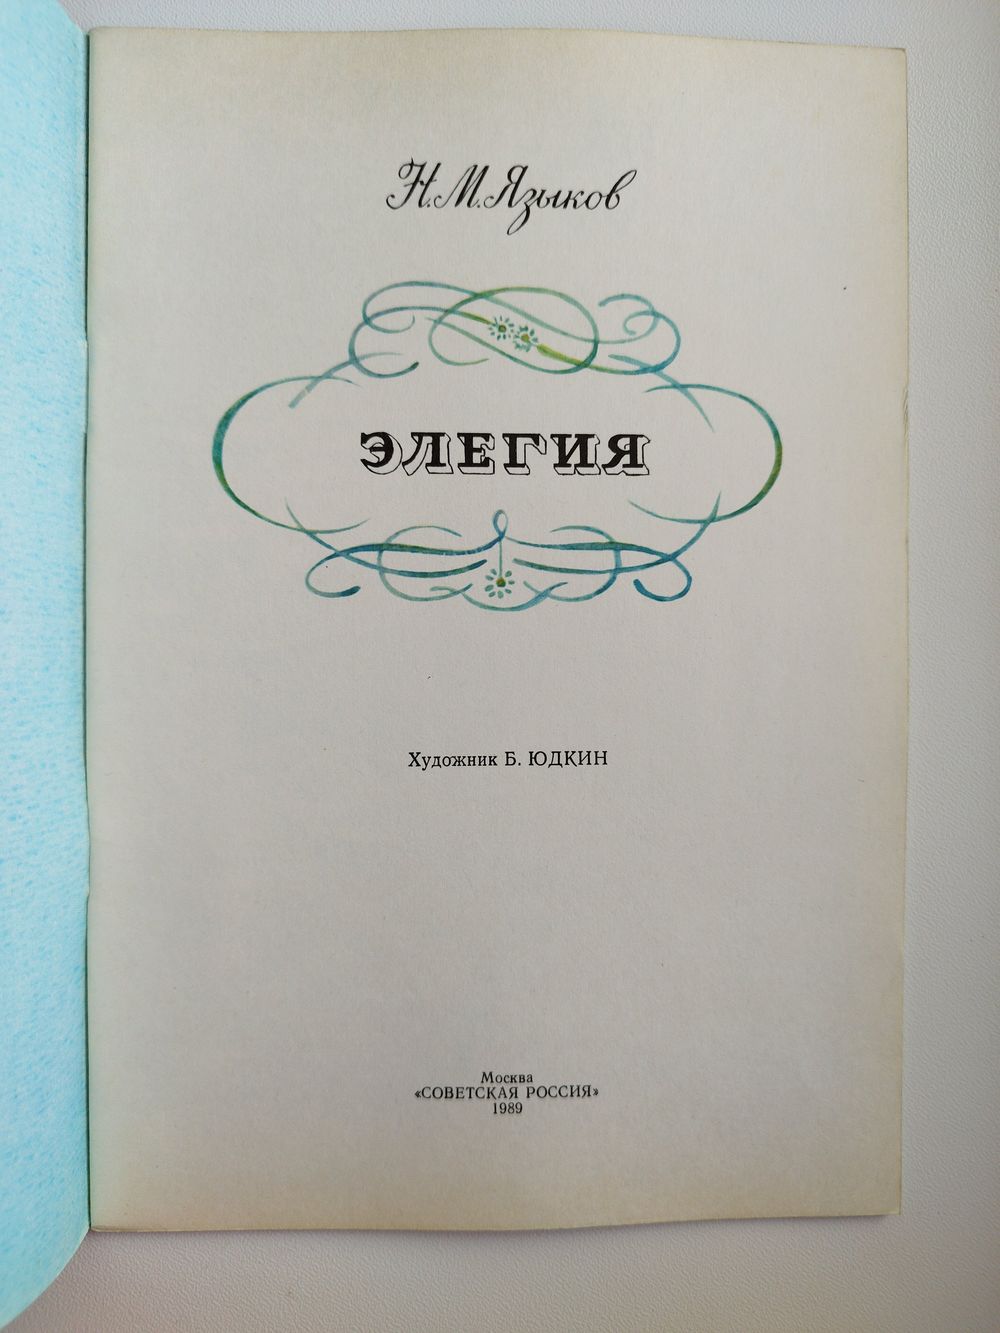 Н. М. Языков
ЭЛЕГИЯ
Художник Б. ЮДКИН
Москва
«СОВЕТСКАЯ РОССИЯ»
1989